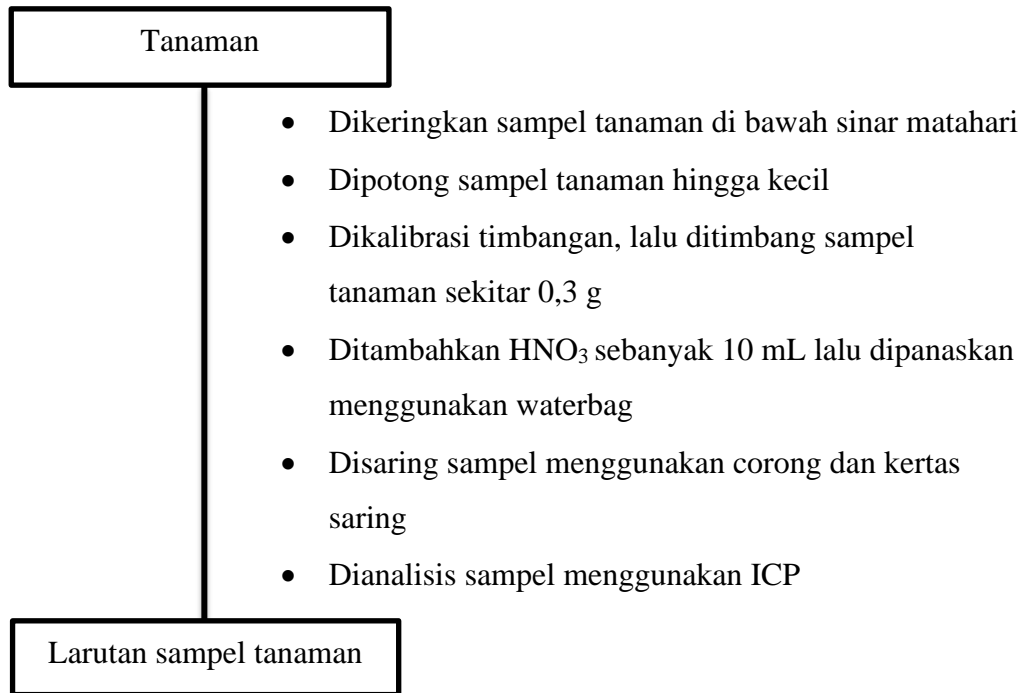 Tanaman
• Dikeringkan sampel tanaman di bawah sinar matahari
• Dipotong sampel tanaman hingga kecil
• Dikalibrasi timbangan, lalu ditimbang sampel
tanaman sekitar 0,3 g
• Ditambahkan HNO₃ sebanyak 10 mL lalu dipanaskan
menggunakan waterbag
• Disaring sampel menggunakan corong dan kertas
saring
• Dianalisis sampel menggunakan ICP
Larutan sampel tanaman